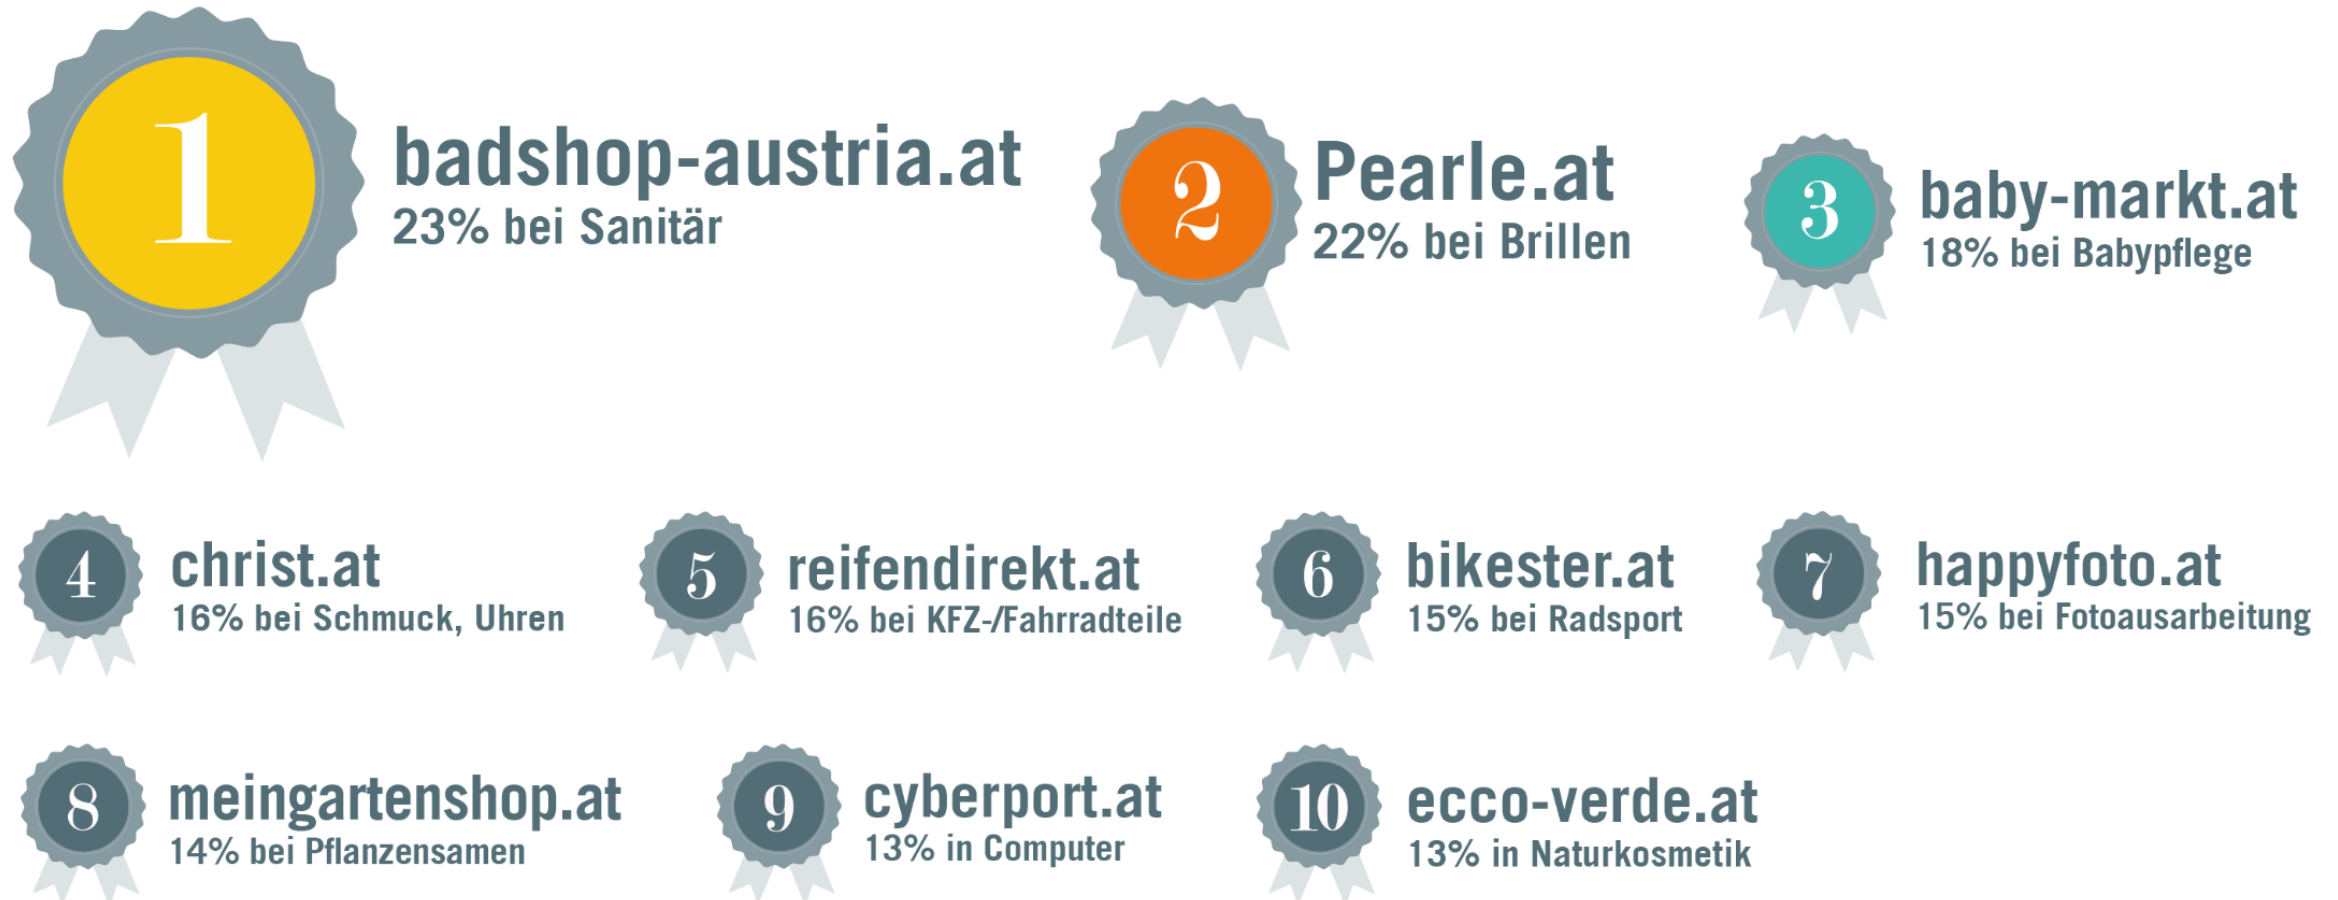 1
badshop-austria.at
23% bei Sanitär
2
Pearle.at
22% bei Brillen
3
baby-markt.at
18% bei Babypflege
4
christ.at
16% bei Schmuck, Uhren
5
reifendirekt.at
16% bei KFZ-/Fahrradteile
6
bikester.at
15% bei Radsport
7
happyfoto.at
15% bei Fotoausarbeitung
8
meingartenshop.at
14% bei Pflanzensamen
9
cyberport.at
13% in Computer
10
ecco-verde.at
13% in Naturkosmetik